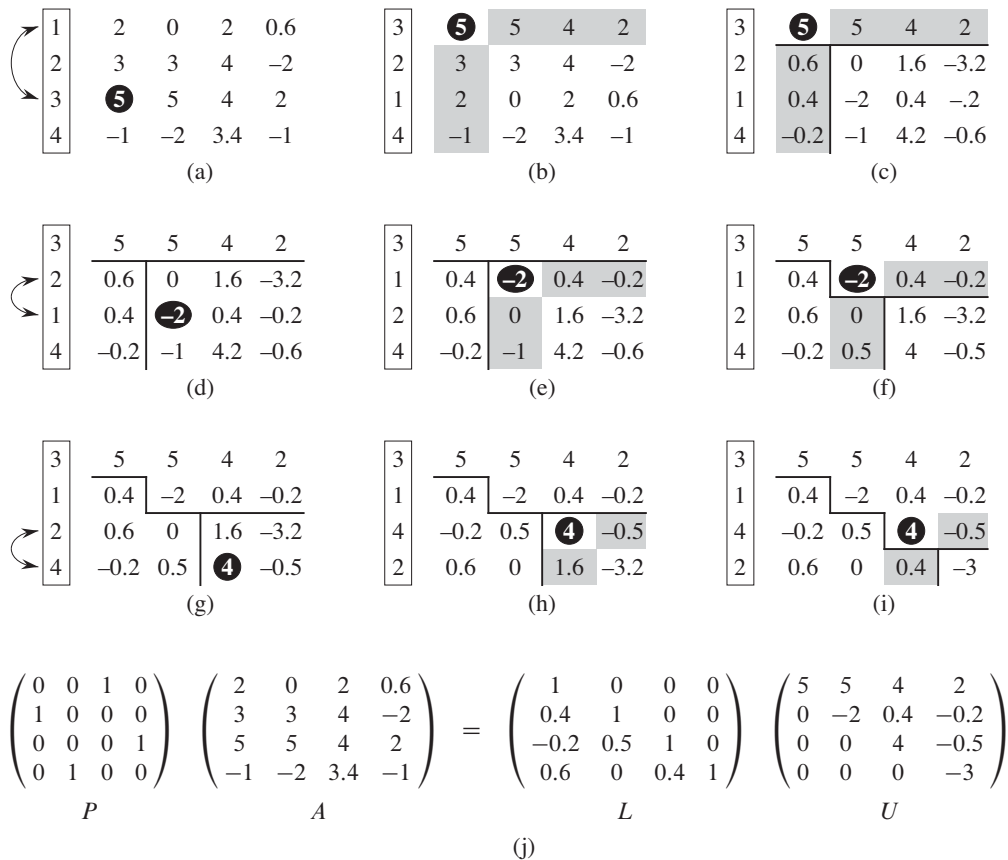 1 2 0 2 0.6 3 5 5 4 2 3 5 5 4 2
2 3 3 4 –2 2 3 3 4 –2 2 0.6 0 1.6 –3.2
3 5 5 4 2 1 2 0 2 0.6 1 0.4 –2 0.4 –.2
4 –1 –2 3.4 –1 4 –1 –2 3.4 –1 4 –0.2 –1 4.2 –0.6
(a) (b) (c)
3 5 5 4 2 3 5 5 4 2 3 5 5 4 2
2 0.6 0 1.6 –3.2 1 0.4 –2 0.4 –0.2 1 0.4 –2 0.4 –0.2
1 0.4 –2 0.4 –0.2 2 0.6 0 1.6 –3.2 2 0.6 0 1.6 –3.2
4 –0.2 –1 4.2 –0.6 4 –0.2 –1 4.2 –0.6 4 –0.2 0.5 4 –0.5
(d) (e) (f)
3 5 5 4 2 3 5 5 4 2 3 5 5 4 2
1 0.4 –2 0.4 –0.2 1 0.4 –2 0.4 –0.2 1 0.4 –2 0.4 –0.2
2 0.6 0 1.6 –3.2 4 –0.2 0.5 4 –0.5 4 –0.2 0.5 4 –0.5
4 –0.2 0.5 4 –0.5 2 0.6 0 1.6 –3.2 2 0.6 0 0.4 –3
(g) (h) (i)
0 0 1 0 2 0 2 0.6 1 0 0 0 5 5 4 2
1 0 0 0 3 3 4 −2 0.4 1 0 0 0 −2 0.4 −0.2
0 0 0 1 5 5 4 2 = −0.2 0.5 1 0 0 0 4 −0.5
0 1 0 0 −1 −2 3.4 −1 0.6 0 0.4 1 0 0 0 −3
P A L U
(j)